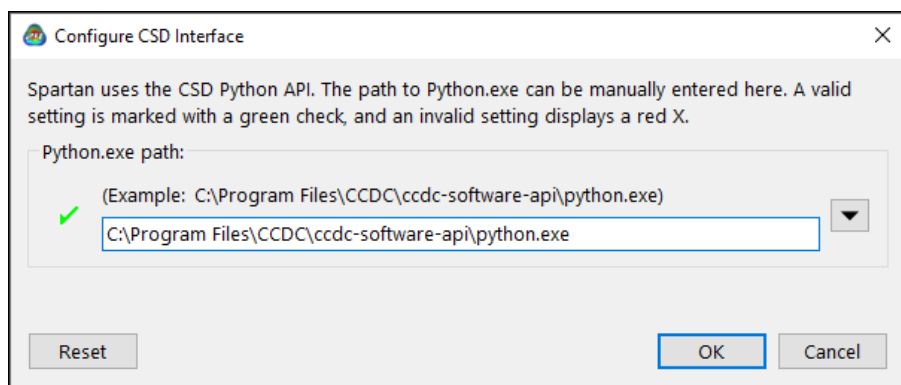 Configure CSD Interface
Spartan uses the CSD Python API. The path to Python.exe can be manually entered here. A valid
setting is marked with a green check, and an invalid setting displays a red X.
Python.exe path:
(Example: C:\Program Files\CCDC\ccdc-software-api\python.exe)
C:\Program Files\CCDC\ccdc-software-api\python.exe
Reset
OK
Cancel